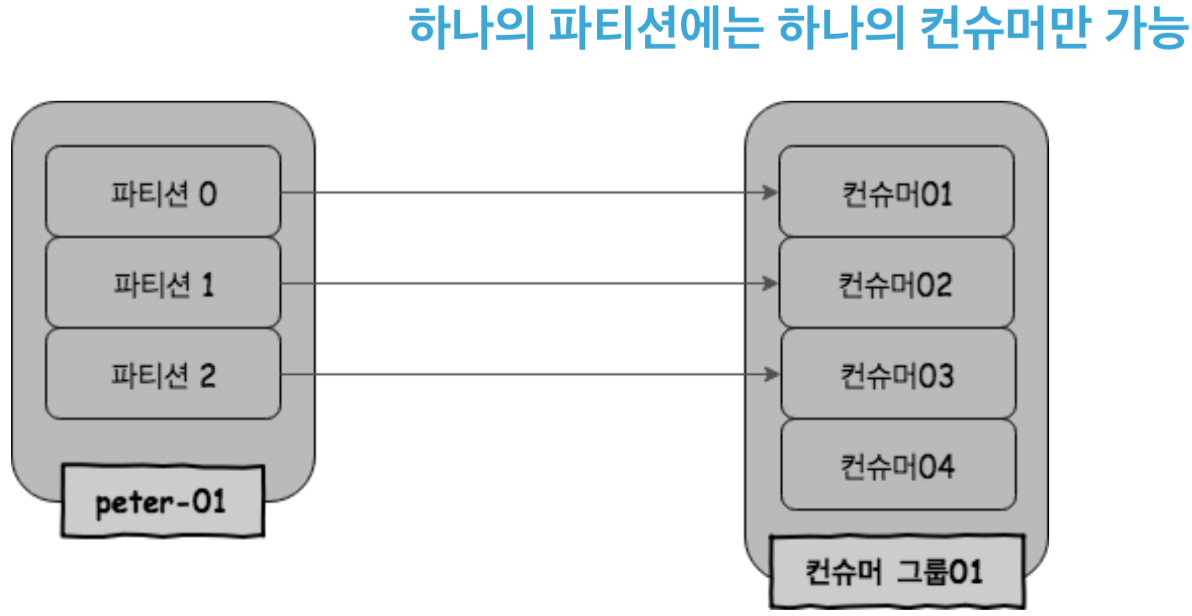 하나의 파티션에는 하나의 컨슈머만 가능
파티션 0
파티션 1
파티션 2
peter-01
컨슈머01
컨슈머02
컨슈머03
컨슈머04
컨슈머 그룹01